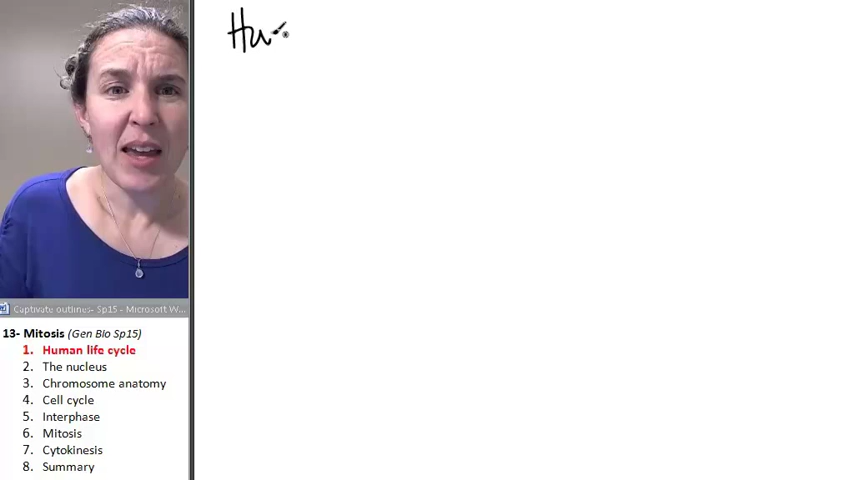 Hu
Captivate outlines- Sp15 - Microsoft W...
13- Mitosis (Gen Bio Sp15)
1. Human life cycle
2. The nucleus
3. Chromosome anatomy
4. Cell cycle
5. Interphase
6. Mitosis
7. Cytokinesis
8. Summary